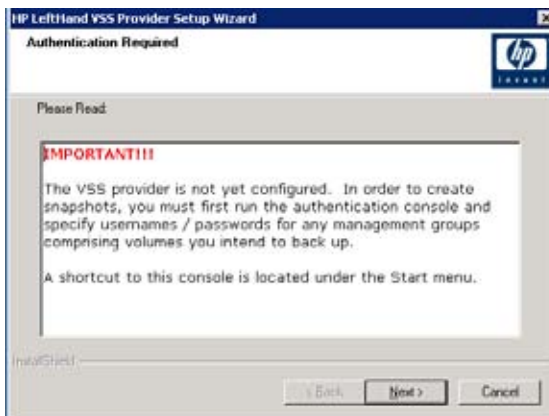 HP LeftHand VSS Provider Setup Wizard
Authentication Required
hp
invent
Please Read
IMPORTANT!!!
The VSS provider is not yet configured. In order to create
snapshots, you must first run the authentication console and
specify usernames / passwords for any management groups
comprising volumes you intend to back up.
A shortcut to this console is located under the Start menu.
InstallShield
< Back
Next >
Cancel